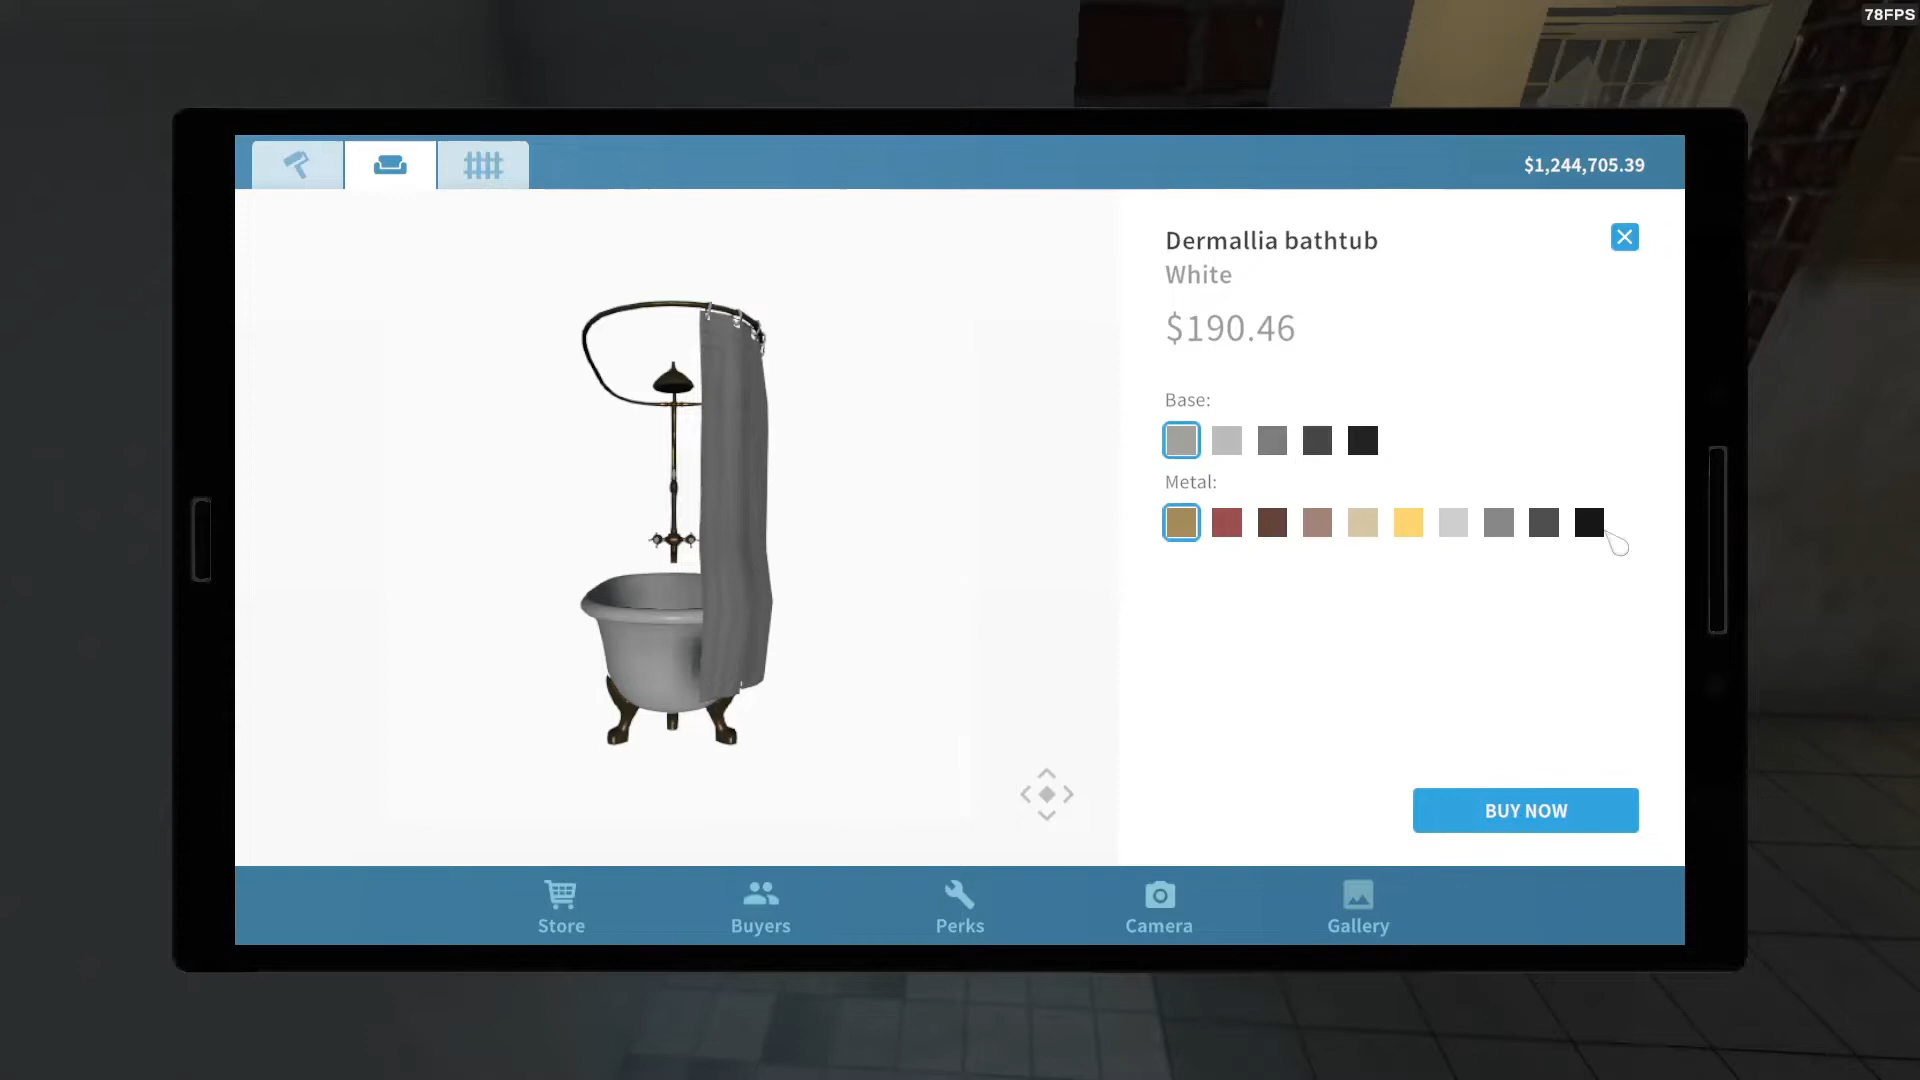 78FPS
$1,244,705.39
Dermallia bathtub
White
$190.46
Base:
Metal:
BUY NOW
Store
Buyers
Perks
Camera
Gallery